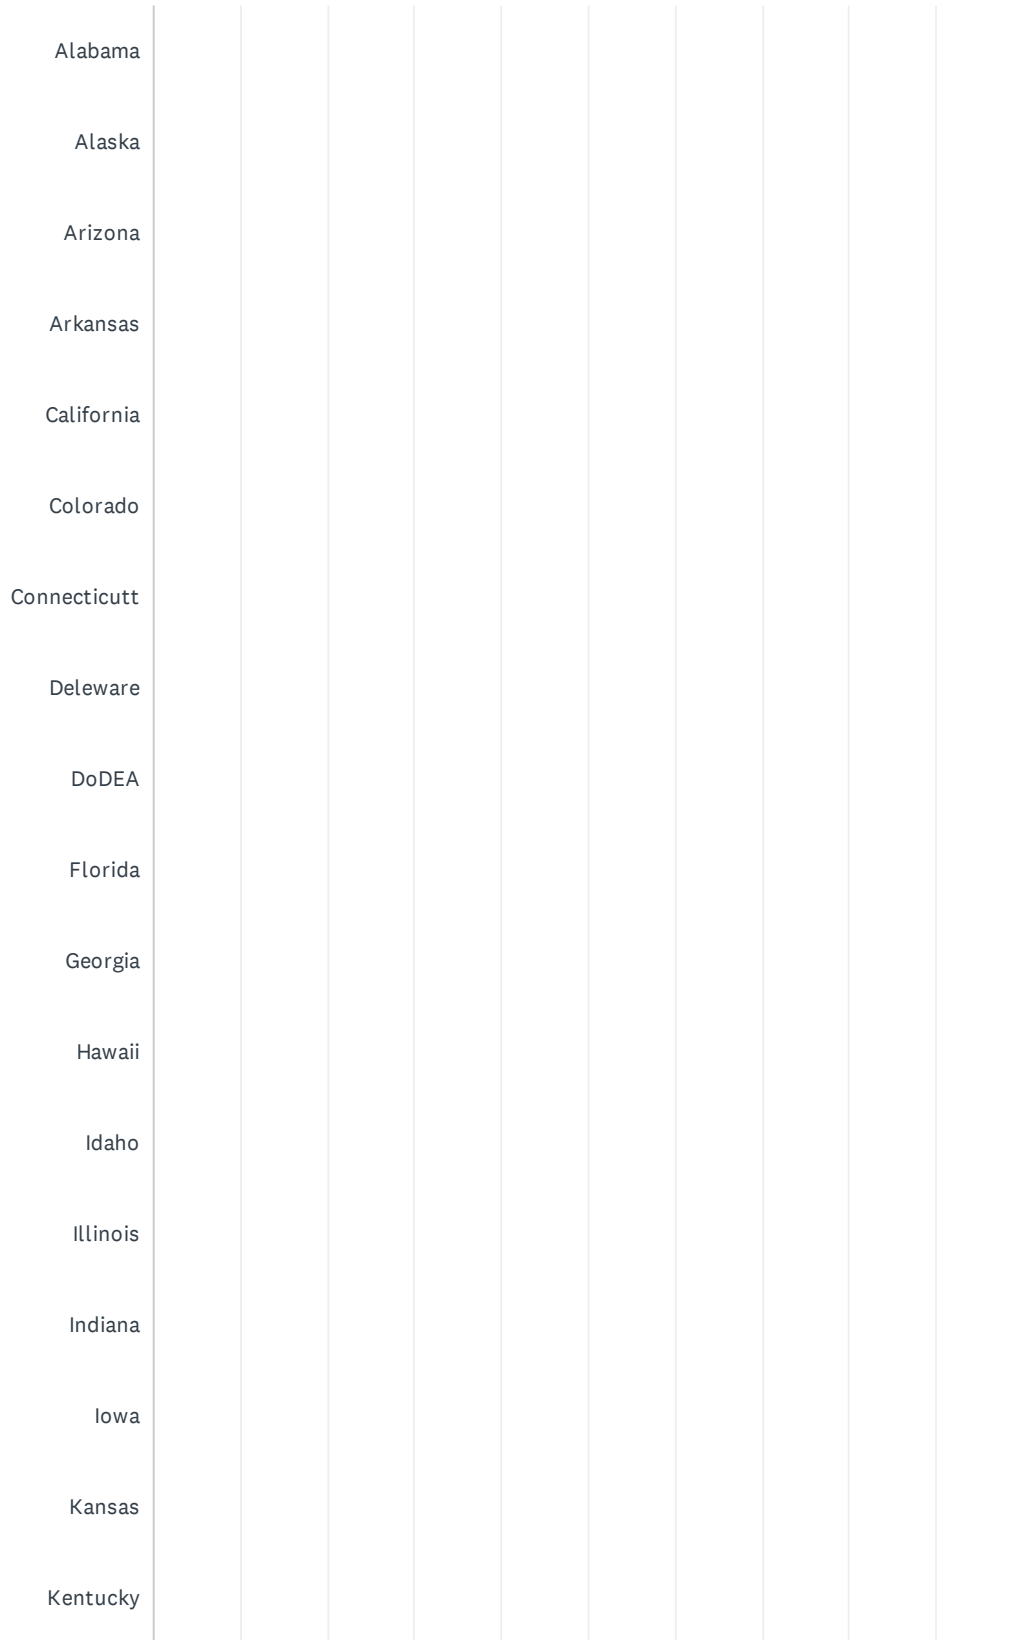 Alabama
Alaska
Arizona
Arkansas
California
Colorado
Connecticutt
Deleware
DoDEA
Florida
Georgia
Hawaii
Idaho
Illinois
Indiana
Iowa
Kansas
Kentucky